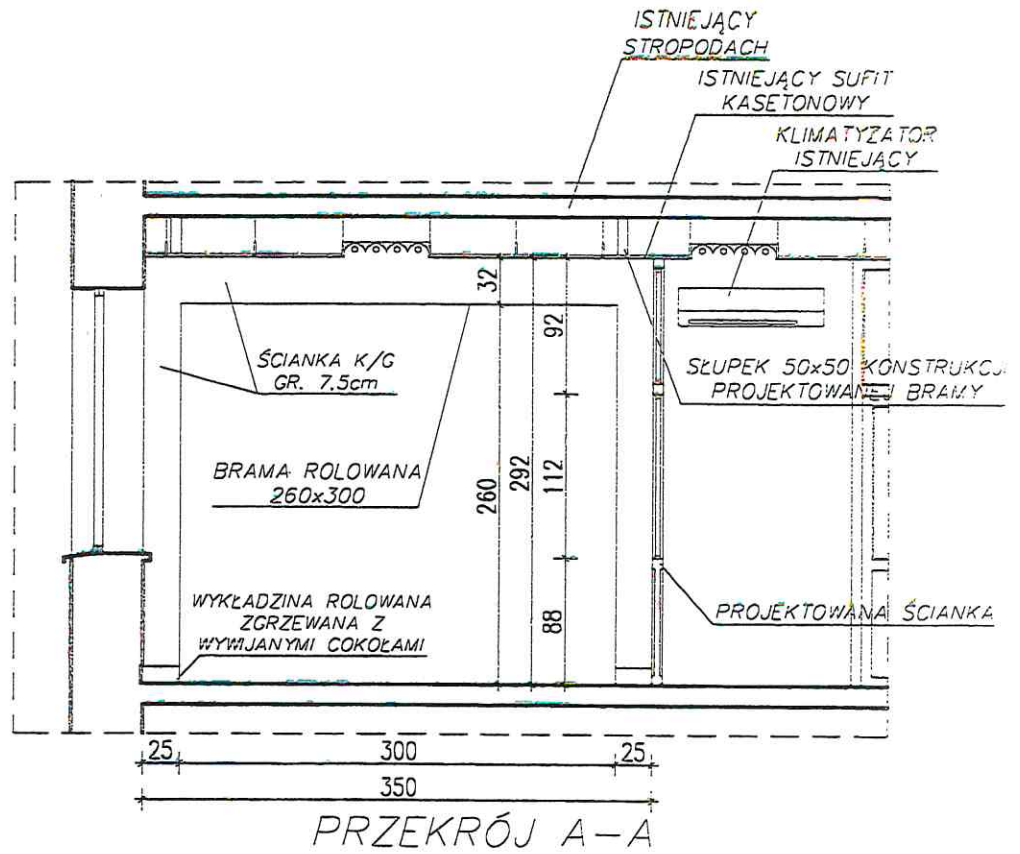 ISTNIEJĄCY
STROPODACH
ISTNIEJĄCY SUFIT
KASETONOWY
KLIMATYZATOR
ISTNIEJĄCY
32
92
ŚCIANKA K/G
GR. 7.5cm
SŁUPEK 50x50 KONSTRUKCJ
PROJEKTOWANEJ BRAMY
BRAMA ROLOWANA
260x300
260
292
112
WYKŁADZINA ROLOWANA
ZGRZEWANA Z
WYWIJANYMI COKOŁAMI
88
PROJEKTOWANA ŚCIANKA
25
300
25
350
PRZEKRÓJ A-A